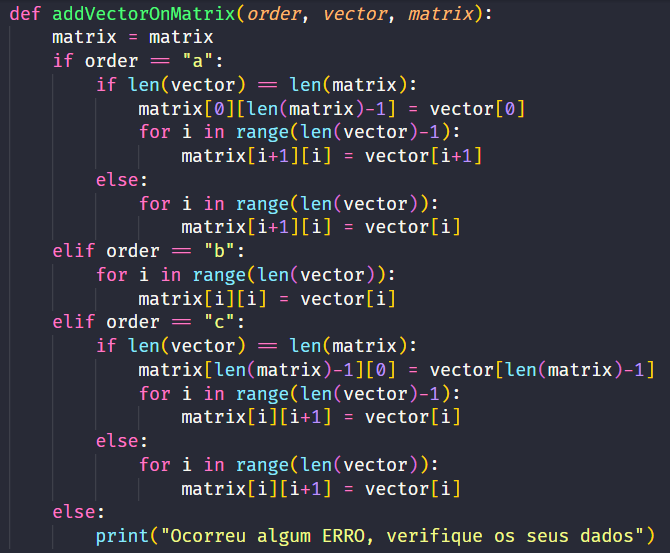 def addVectorOnMatrix(order, vector, matrix):
    matrix = matrix
    if order == "a":
        if len(vector) == len(matrix):
            matrix[0][len(matrix)-1] = vector[0]
            for i in range(len(vector)-1):
                matrix[i+1][i] = vector[i+1]
        else:
            for i in range(len(vector)):
                matrix[i+1][i] = vector[i]
    elif order == "b":
        for i in range(len(vector)):
            matrix[i][i] = vector[i]
    elif order == "c":
        if len(vector) == len(matrix):
            matrix[len(matrix)-1][0] = vector[len(matrix)-1]
            for i in range(len(vector)-1):
                matrix[i][i+1] = vector[i]
        else:
            for i in range(len(vector)):
                matrix[i][i+1] = vector[i]
    else:
        print("Ocorreu algum ERRO, verifique os seus dados")